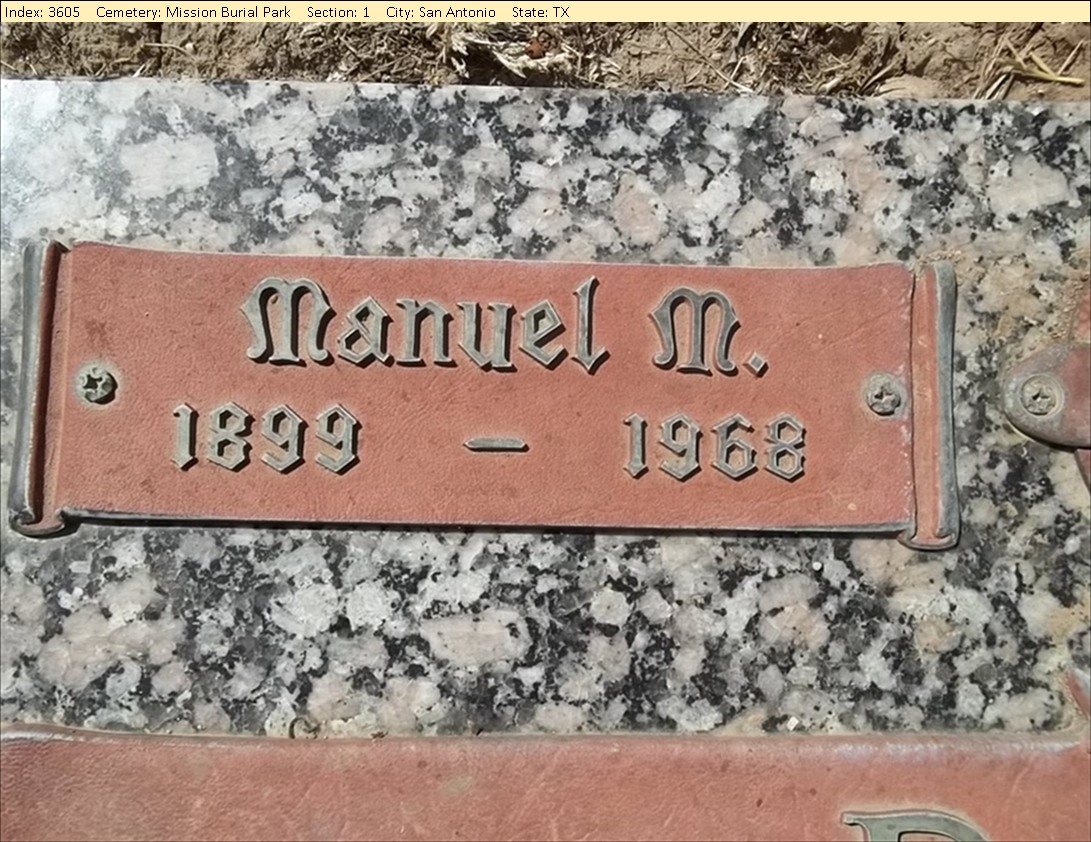 Index: 3605 Cemetery: Mission Burial Park Section: 1 City: San Antonio State: TX
Manuel M.
1899 – 1968